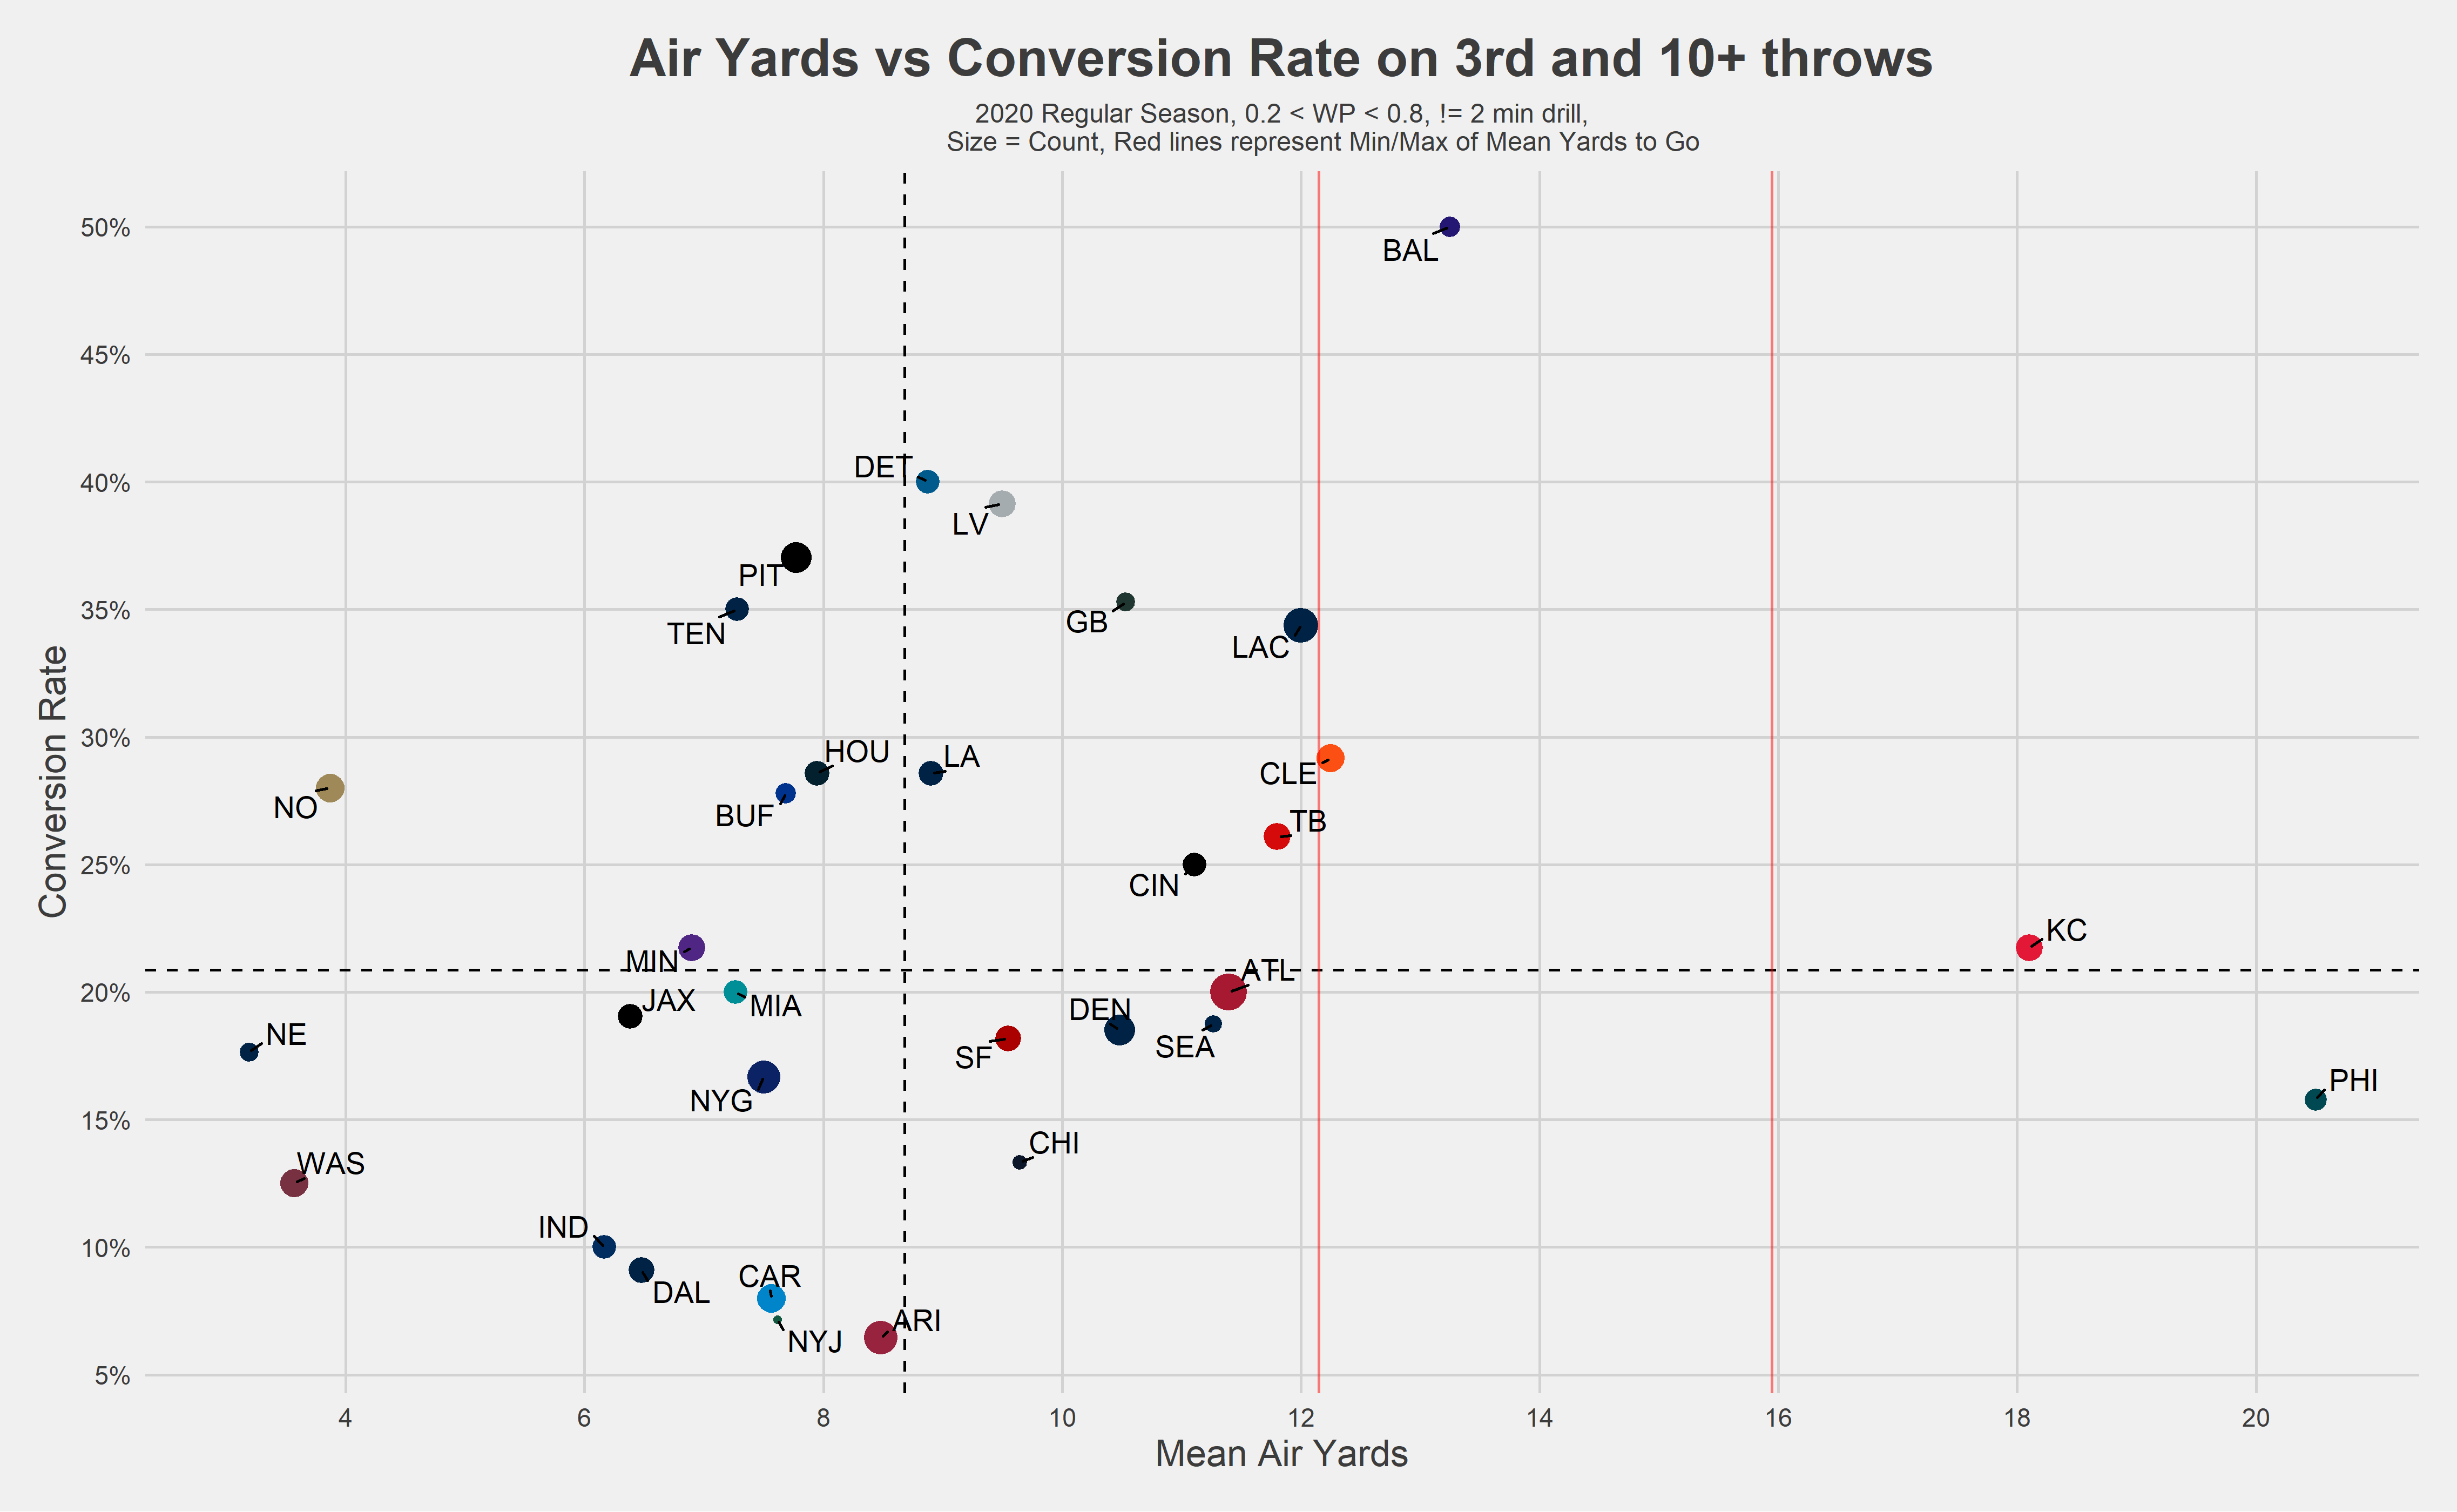 Air Yards vs Conversion Rate on 3rd and 10+ throws
2020 Regular Season, 0.2 < WP < 0.8, != 2 min drill,
Size = Count, Red lines represent Min/Max of Mean Yards to Go
Conversion Rate
50%
45%
40%
35%
30%
25%
20%
15%
10%
5%
BAL
DET
LV
PIT
TEN
GB
LAC
HOU
LA
CLE
NO
BUF
TB
CIN
KC
MIN
ATL
JAX
MIA
DEN
NE
SEA
SF
NYG
PHI
CHI
WAS
IND
CAR
DAL
ARI
NYJ
4 6 8 10 12 14 16 18 20
Mean Air Yards